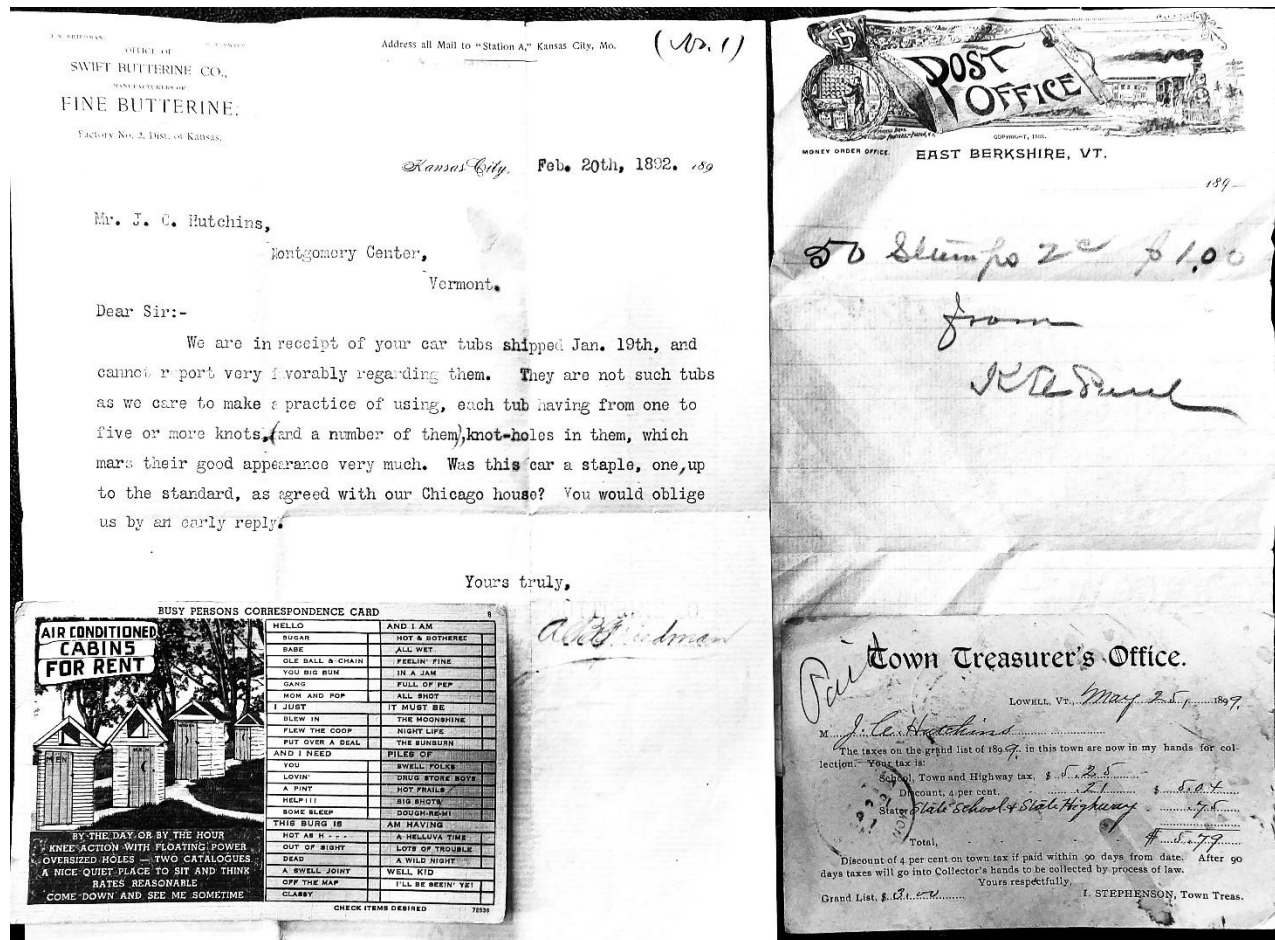 OFFICE OF
SWIFT BUTTERINE CO.,
MANUFACTURERS OF
FINE BUTTERINE.
Factory No. 2, Dist. of Kansas.
Address all Mail to "Station A," Kansas City, Mo.
(No. 1)
Kansas City, Feb. 20th, 1892. 189
Mr. J. C. Hutchins,
Montgomery Center,
Vermont.
Dear Sir:-
We are in receipt of your car tubs shipped Jan. 19th, and
cannot report very favorably regarding them. They are not such tubs
as we care to make a practice of using, each tub having from one to
five or more knots,(and a number of them),knot-holes in them, which
mars their good appearance very much. Was this car a staple, one,up
to the standard, as agreed with our Chicago house? You would oblige
us by an early reply.
Yours truly,
Friedman
POST
OFFICE
MONEY ORDER OFFICE.
EAST BERKSHIRE, VT.
189
50 Stamps 2c $1.00
from
BUSY PERSONS CORRESPONDENCE CARD
8
AIR CONDITIONED
CABINS
FOR RENT
MEN
BY THE DAY OR BY THE HOUR
KNEE ACTION WITH FLOATING POWER
OVERSIZED HOLES — TWO CATALOGUES
A NICE QUIET PLACE TO SIT AND THINK
RATES REASONABLE
COME DOWN AND SEE ME SOMETIME
HELLO
SUGAR
BABE
OLE BALL & CHAIN
YOU BIG BUM
GANG
MOM AND POP
I JUST
BLEW IN
FLEW THE COOP
PUT OVER A DEAL
AND I NEED
YOU
LOVIN'
A PINT
HELP!!!
SOME SLEEP
THIS BURG IS
HOT AS H - - -
OUT OF SIGHT
DEAD
A SWELL JOINT
OFF THE MAP
CLASSY
AND I AM
HOT & BOTHERED
ALL WET
FEELIN' FINE
IN A JAM
FULL OF PEP
ALL SHOT
IT MUST BE
THE MOONSHINE
NIGHT LIFE
THE SUNBURN
PILES OF
SWELL FOLKS
DRUG STORE BOYS
HOT FRAILS
BIG SHOTS
DOUGH-RE-MI
AM HAVING
A HELLUVA TIME
LOTS OF TROUBLE
A WILD NIGHT
WELL KID
I'LL BE SEEIN' YE!
CHECK ITEMS DESIRED
72536
Paid
Town Treasurer's Office.
LOWELL, VT., May 25, 1899.
M J. C. Hutchins
The taxes on the grand list of 1899, in this town are now in my hands for col-
lection. Your tax is:
School, Town and Highway tax, $ 5.25
Discount, 4 per cent, .21 $ 5.04
State State School & State Highway .75
Total, $ 5.79
Discount of 4 per cent on town tax if paid within 90 days from date. After 90
days taxes will go into Collector's hands to be collected by process of law.
Yours respectfully,
Grand List, $ 3.00
I. STEPHENSON, Town Treas.